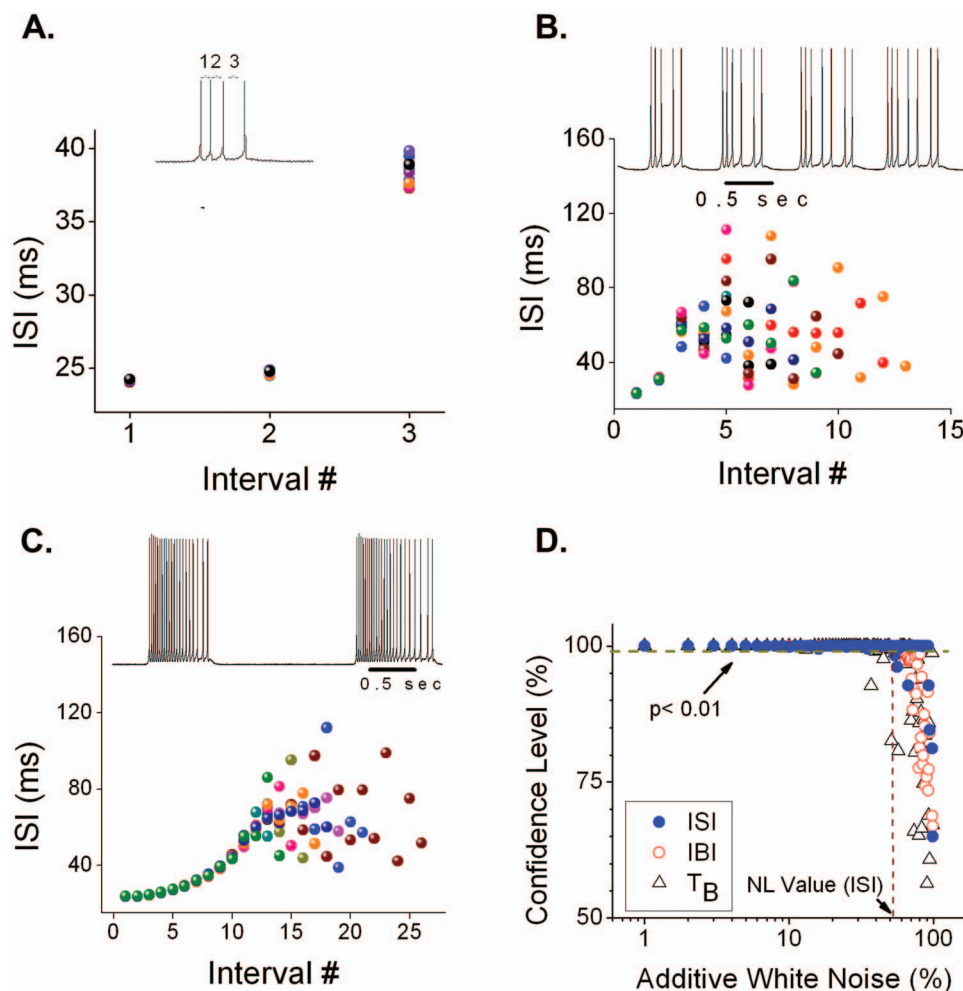 A.
12 3
40
35
30
25
ISI (ms)
1 2 3
Interval #
B.
160
120
80
40
ISI (ms)
0.5 sec
0 5 10 15
Interval #
C.
160
120
80
40
ISI (ms)
0.5 sec
0 5 10 15 20 25
Interval #
D.
100
75
50
Confidence Level (%)
p< 0.01
ISI
IBI
TB
NL Value (ISI)
1 10 100
Additive White Noise (%)